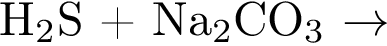 H₂S + Na₂CO₃ →